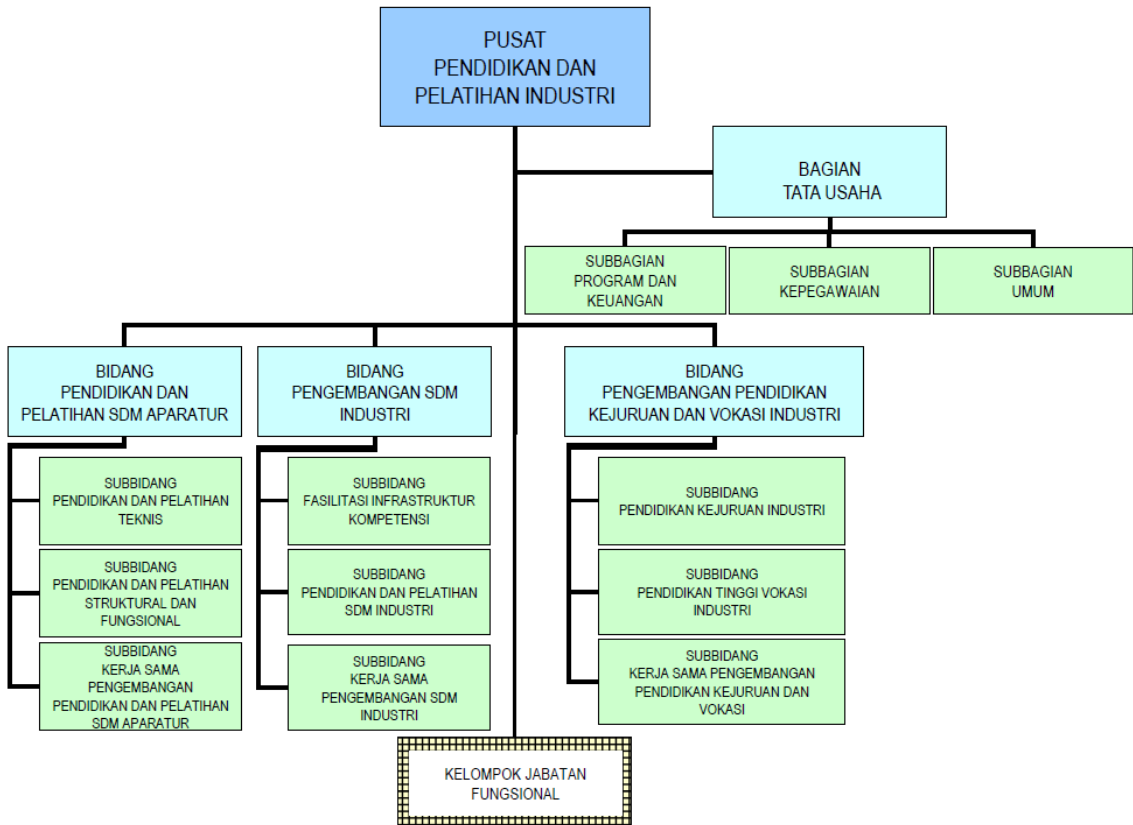 PUSAT
PENDIDIKAN DAN
PELATIHAN INDUSTRI
BAGIAN
TATA USAHA
SUBBAGIAN
PROGRAM DAN
KEUANGAN
SUBBAGIAN
KEPEGAWAIAN
SUBBAGIAN
UMUM
BIDANG
PENDIDIKAN DAN
PELATIHAN SDM APARATUR
BIDANG
PENGEMBANGAN SDM
INDUSTRI
BIDANG
PENGEMBANGAN PENDIDIKAN
KEJURUAN DAN VOKASI INDUSTRI
SUBBIDANG
PENDIDIKAN DAN PELATIHAN
TEKNIS
SUBBIDANG
PENDIDIKAN DAN PELATIHAN
STRUKTURAL DAN
FUNGSIONAL
SUBBIDANG
KERJA SAMA
PENGEMBANGAN
PENDIDIKAN DAN PELATIHAN
SDM APARATUR
SUBBIDANG
FASILITASI INFRASTRUKTUR
KOMPETENSI
SUBBIDANG
PENDIDIKAN DAN PELATIHAN
SDM INDUSTRI
SUBBIDANG
KERJA SAMA
PENGEMBANGAN SDM
INDUSTRI
SUBBIDANG
PENDIDIKAN KEJURUAN INDUSTRI
SUBBIDANG
PENDIDIKAN TINGGI VOKASI
INDUSTRI
SUBBIDANG
KERJA SAMA PENGEMBANGAN
PENDIDIKAN KEJURUAN DAN
VOKASI
KELOMPOK JABATAN
FUNGSIONAL